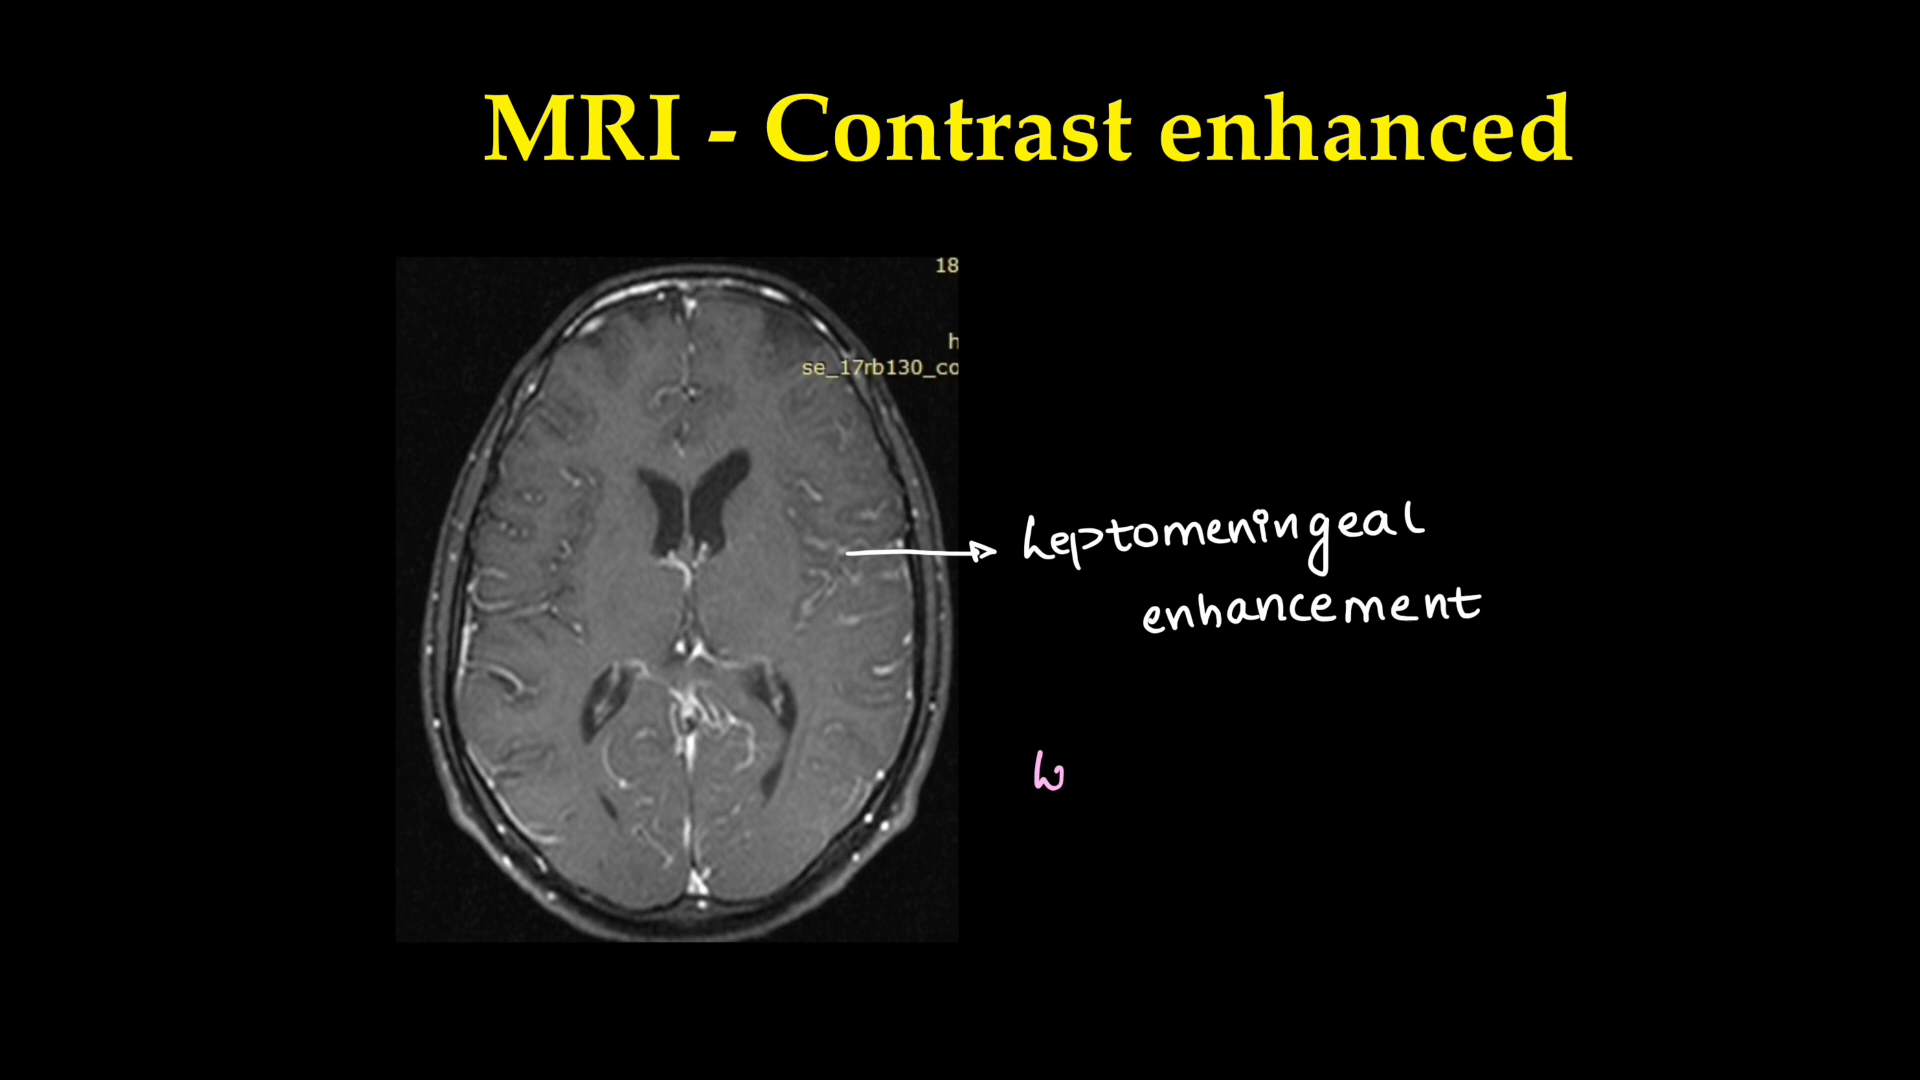 MRI - Contrast enhanced
18
h
se_17rb130_co
Leptomeningeal
enhancement